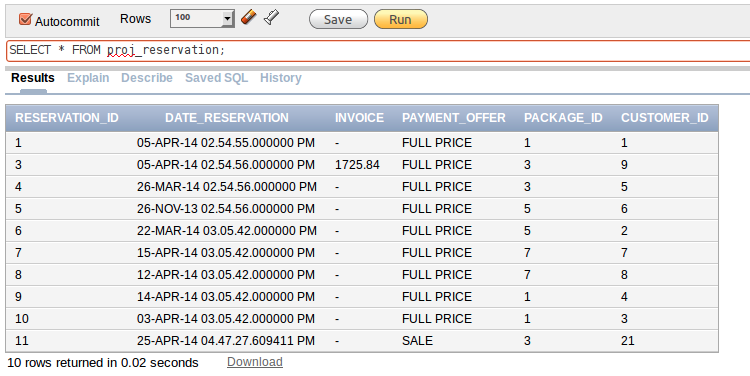 Autocommit Rows 100 Save Run
SELECT * FROM proj_reservation;
Results Explain Describe Saved SQL History
RESERVATION_ID DATE_RESERVATION INVOICE PAYMENT_OFFER PACKAGE_ID CUSTOMER_ID
1 05-APR-14 02.54.55.000000 PM - FULL PRICE 1 1
3 05-APR-14 02.54.56.000000 PM 1725.84 FULL PRICE 3 9
4 26-MAR-14 02.54.56.000000 PM - FULL PRICE 3 5
5 26-NOV-13 02.54.56.000000 PM - FULL PRICE 5 6
6 22-MAR-14 03.05.42.000000 PM - FULL PRICE 5 2
7 15-APR-14 03.05.42.000000 PM - FULL PRICE 7 7
8 12-APR-14 03.05.42.000000 PM - FULL PRICE 7 8
9 14-APR-14 03.05.42.000000 PM - FULL PRICE 1 4
10 03-APR-14 03.05.42.000000 PM - FULL PRICE 1 3
11 25-APR-14 04.47.27.609411 PM - SALE 3 21
10 rows returned in 0.02 seconds Download